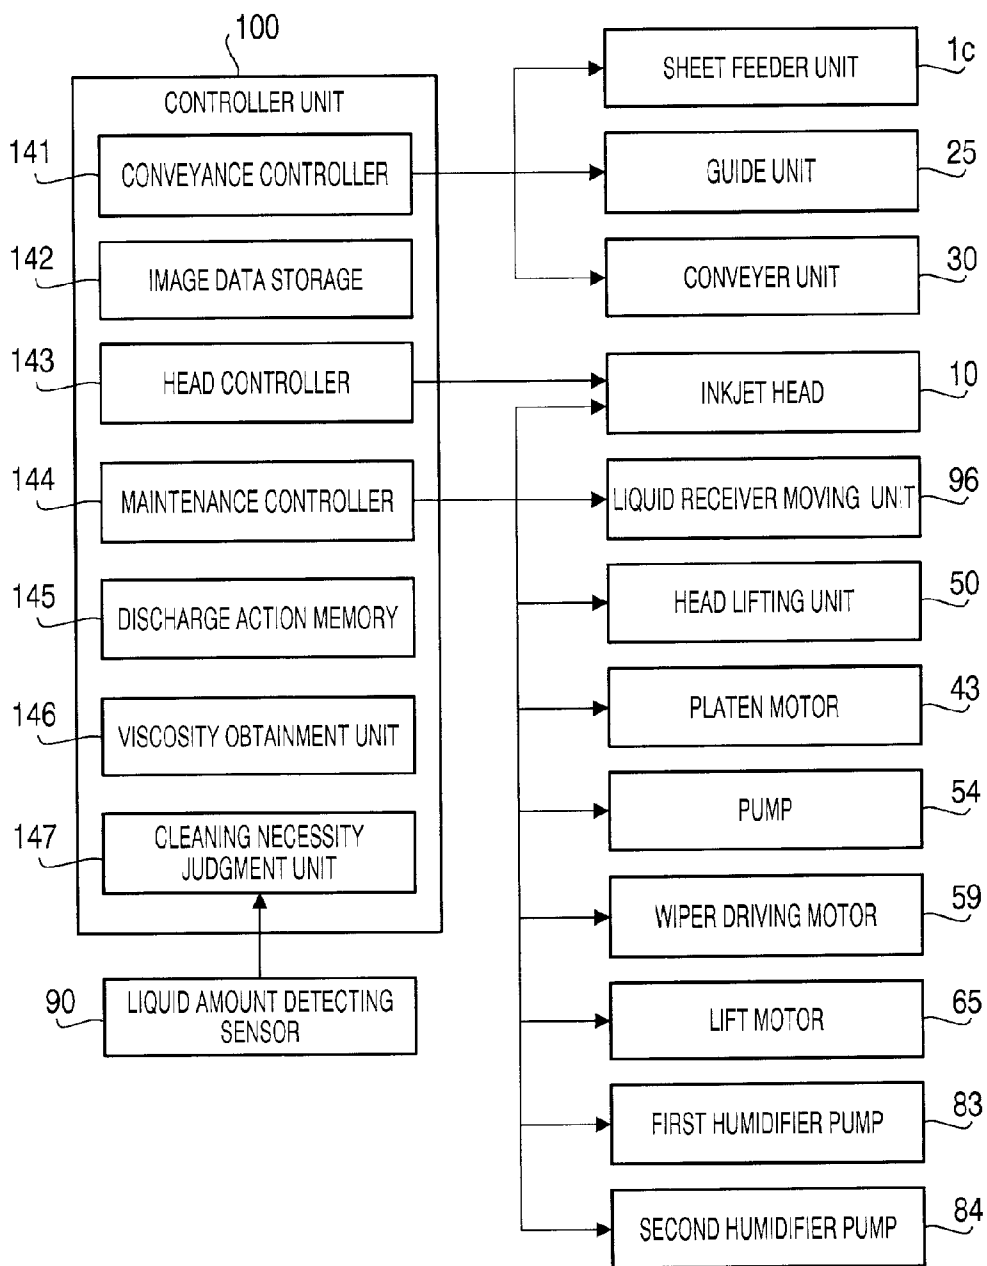 100
CONTROLLER UNIT
141
CONVEYANCE CONTROLLER
142
IMAGE DATA STORAGE
143
HEAD CONTROLLER
144
MAINTENANCE CONTROLLER
145
DISCHARGE ACTION MEMORY
146
VISCOSITY OBTAINMENT UNIT
147
CLEANING NECESSITY
JUDGMENT UNIT
90
LIQUID AMOUNT DETECTING
SENSOR
SHEET FEEDER UNIT
1c
GUIDE UNIT
25
CONVEYER UNIT
30
INKJET HEAD
10
LIQUID RECEIVER MOVING UNIT
96
HEAD LIFTING UNIT
50
PLATEN MOTOR
43
PUMP
54
WIPER DRIVING MOTOR
59
LIFT MOTOR
65
FIRST HUMIDIFIER PUMP
83
SECOND HUMIDIFIER PUMP
84